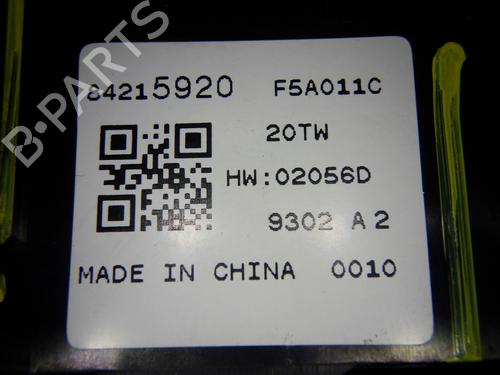 B-PARTS
84215920 F5A011C
20TW
HW:02056D
9302 A2
MADE IN CHINA 0010